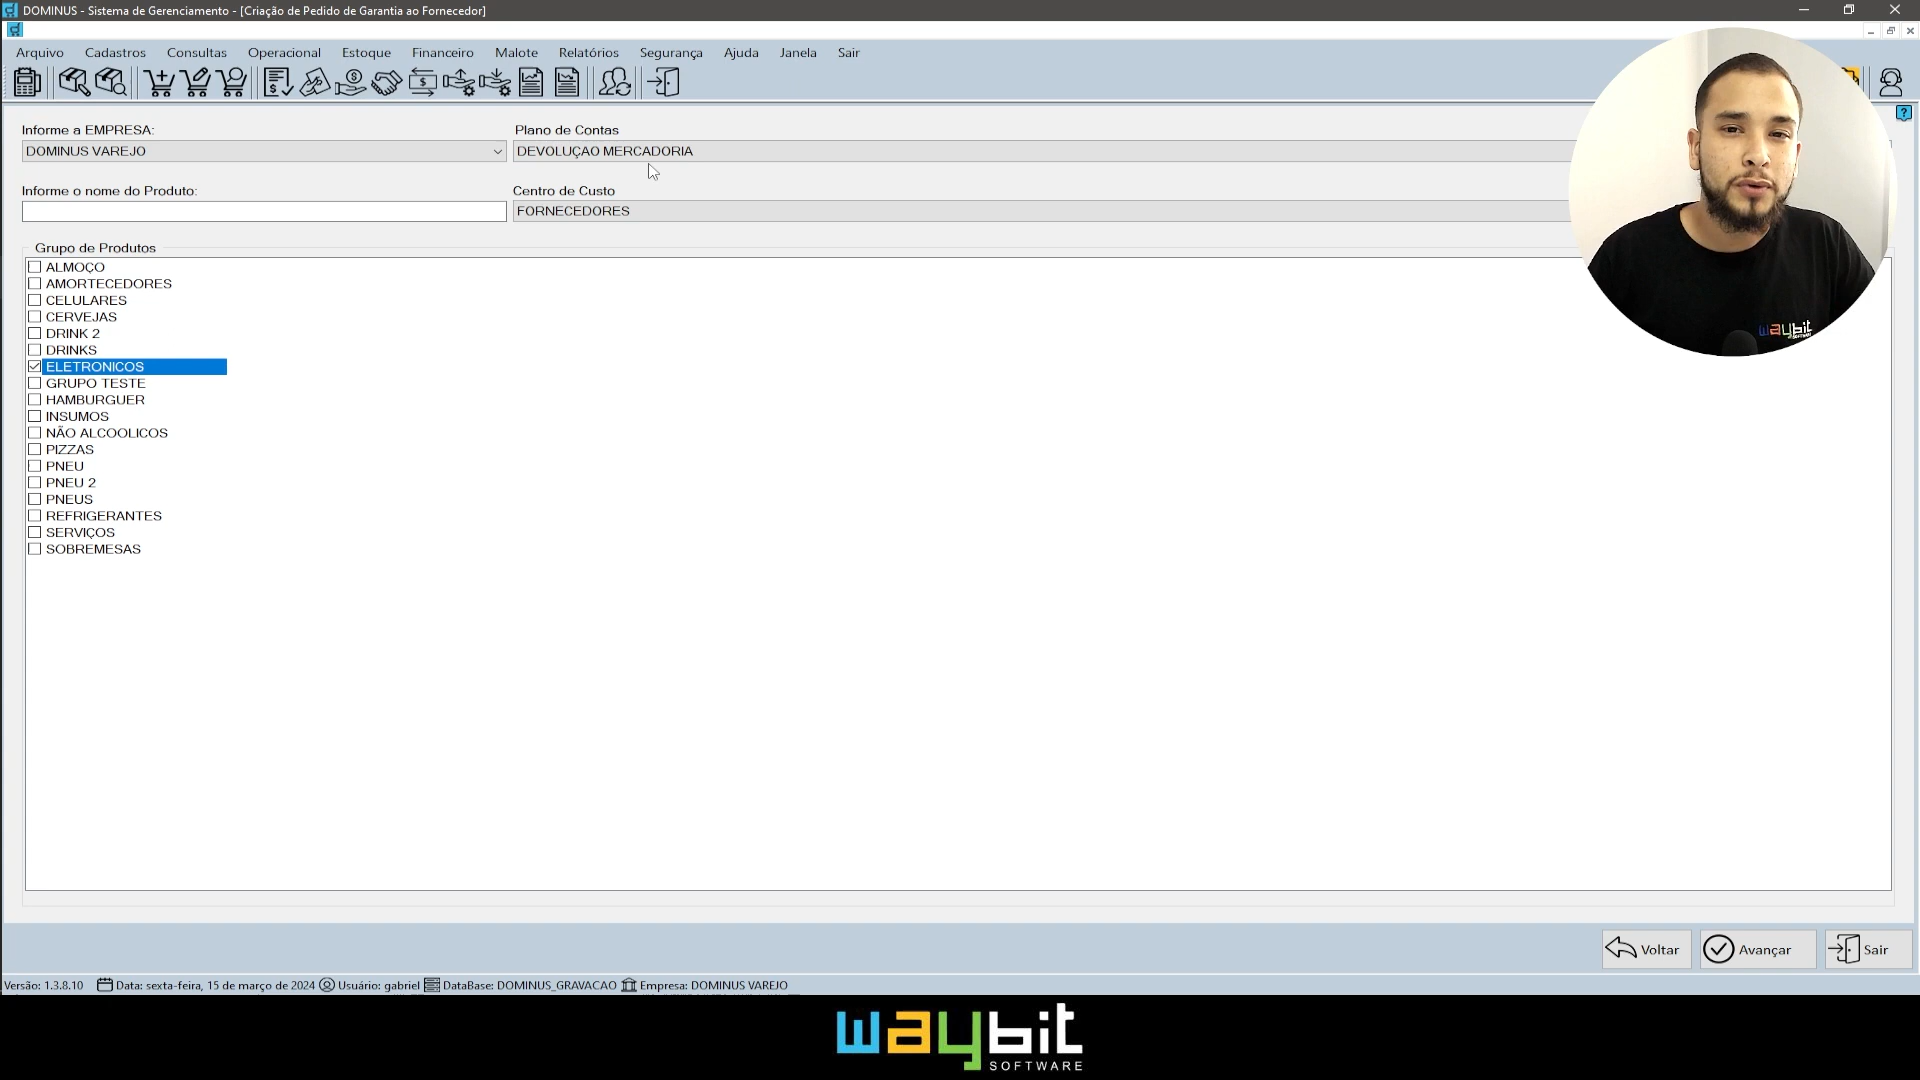 DOMINUS - Sistema de Gerenciamento - [Criação de Pedido de Garantia ao Fornecedor]
Arquivo Cadastros Consultas Operacional Estoque Financeiro Malote Relatórios Segurança Ajuda Janela Sair
Informe a EMPRESA: Plano de Contas
DOMINUS VAREJO DEVOLUÇAO MERCADORIA
Informe o nome do Produto: Centro de Custo
FORNECEDORES
Grupo de Produtos
ALMOÇO
AMORTECEDORES
CELULARES
CERVEJAS
DRINK 2
DRINKS
ELETRONICOS
GRUPO TESTE
HAMBURGUER
INSUMOS
NÃO ALCOOLICOS
PIZZAS
PNEU
PNEU 2
PNEUS
REFRIGERANTES
SERVIÇOS
SOBREMESAS
waybit
SOFTWARE
Voltar Avançar Sair
Versão: 1.3.8.10 Data: sexta-feira, 15 de março de 2024 Usuário: gabriel DataBase: DOMINUS_GRAVACAO Empresa: DOMINUS VAREJO
waybit
SOFTWARE